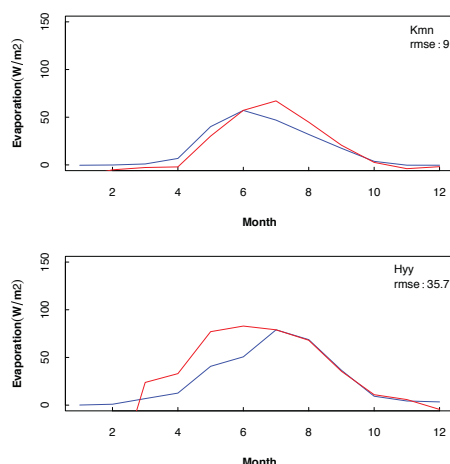 150
Kmn
rmse : 9
100
50
0
Evaporation(W/m2)
2 4 6 8 10 12
Month
150
Hyy
rmse : 35.7
100
50
0
Evaporation(W/m2)
2 4 6 8 10 12
Month